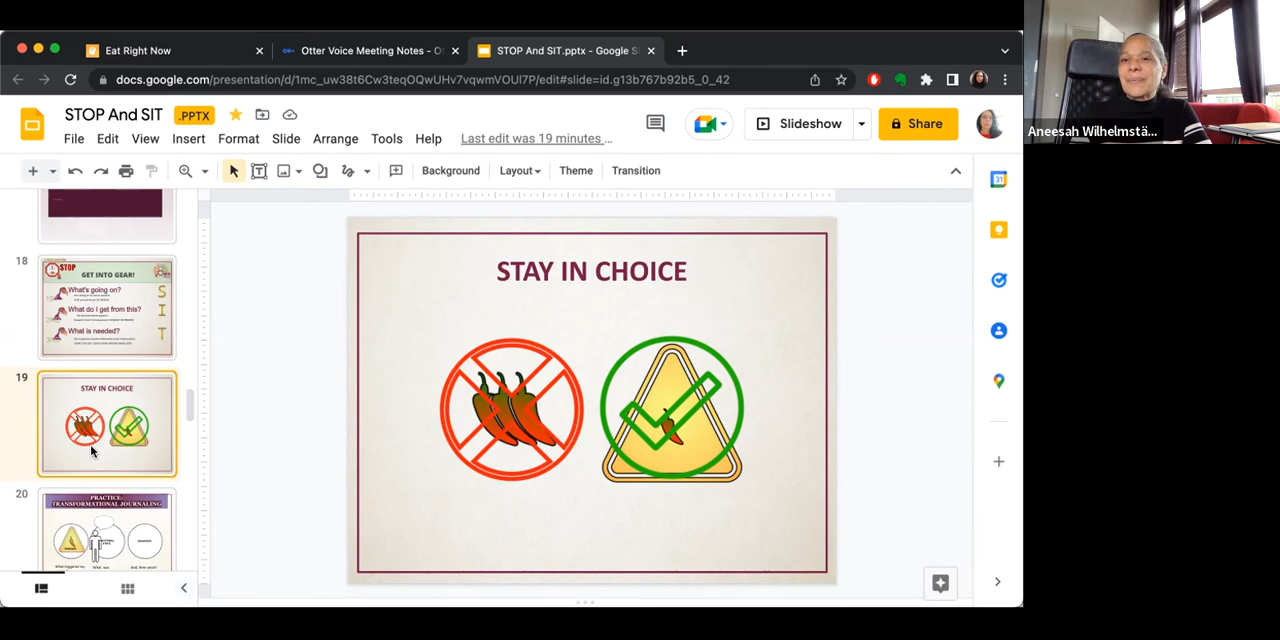 Eat Right Now
Otter Voice Meeting Notes - O
STOP And SIT.pptx - Google S
docs.google.com/presentation/d/1mc_uw38t6Cw3teqOQwUHv7vqwmVOUl7P/edit#slide=id.g13b767b92b5_0_42
STOP And SIT .PPTX
File Edit View Insert Format Arrange Tools Help Last edit was 19 minutes ...
Slideshow
Share
Background Layout Theme Transition
31
18
STOP
GET INTO GEAR!
What's going on? S
What do I get from this? I
What is needed? T
19
STAY IN CHOICE
20
PRACTICE:
TRANSFORMATIONAL JOURNALING
STAY IN CHOICE
Aneesah Wilhelmstä...